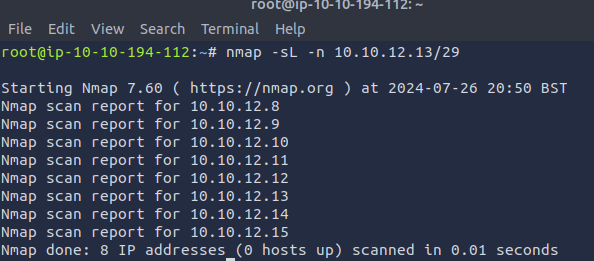 root@ip-10-10-194-112: ~
File Edit View Search Terminal Help
root@ip-10-10-194-112:~# nmap -sL -n 10.10.12.13/29
Starting Nmap 7.60 ( https://nmap.org ) at 2024-07-26 20:50 BST
Nmap scan report for 10.10.12.8
Nmap scan report for 10.10.12.9
Nmap scan report for 10.10.12.10
Nmap scan report for 10.10.12.11
Nmap scan report for 10.10.12.12
Nmap scan report for 10.10.12.13
Nmap scan report for 10.10.12.14
Nmap scan report for 10.10.12.15
Nmap done: 8 IP addresses (0 hosts up) scanned in 0.01 seconds